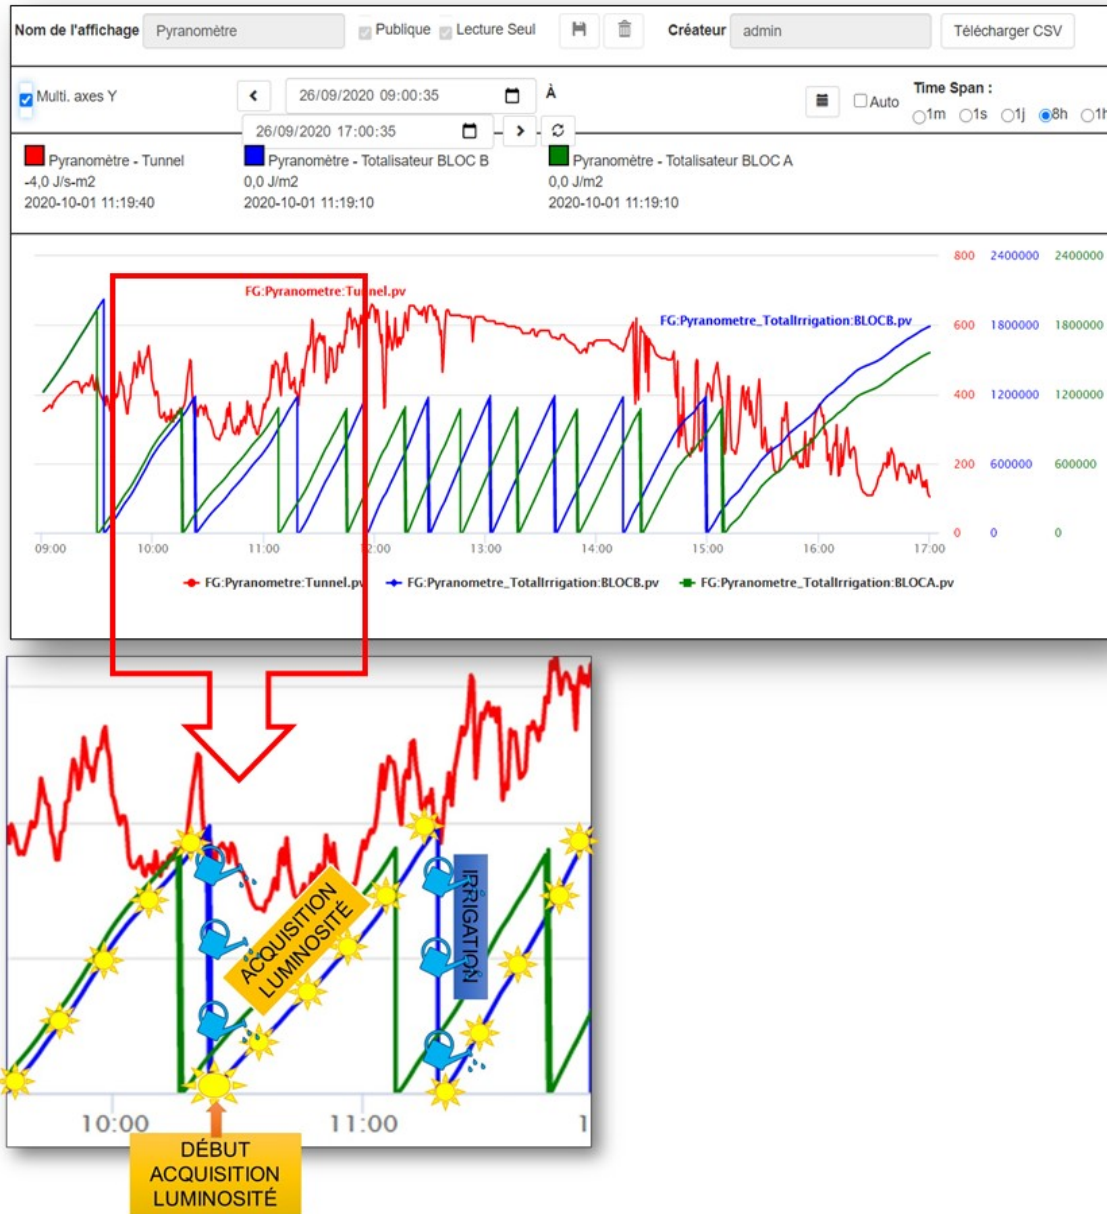 Nom de l'affichage Pyranomètre Publique Lecture Seul Créateur admin Télécharger CSV
Multi. axes Y 26/09/2020 09:00:35 À Auto Time Span :
1m 1s 1j 8h 1h
26/09/2020 17:00:35
Pyranomètre - Tunnel Pyranomètre - Totalisateur BLOC B Pyranomètre - Totalisateur BLOC A
-4,0 J/s-m2 0,0 J/m2 0,0 J/m2
2020-10-01 11:19:40 2020-10-01 11:19:10 2020-10-01 11:19:10
800 2400000 2400000
FG:Pyranometre:Tunnel.pv
FG:Pyranometre_TotalIrrigation:BLOCB.pv
600 1800000 1800000
400 1200000 1200000
200 600000 600000
0 0 0
09:00 10:00 11:00 12:00 13:00 14:00 15:00 16:00 17:00
FG:Pyranometre:Tunnel.pv FG:Pyranometre_TotalIrrigation:BLOCB.pv FG:Pyranometre_TotalIrrigation:BLOCA.pv
ACQUISITION
LUMINOSITÉ
IRRIGATION
10:00 11:00 1
DÉBUT
ACQUISITION
LUMINOSITÉ